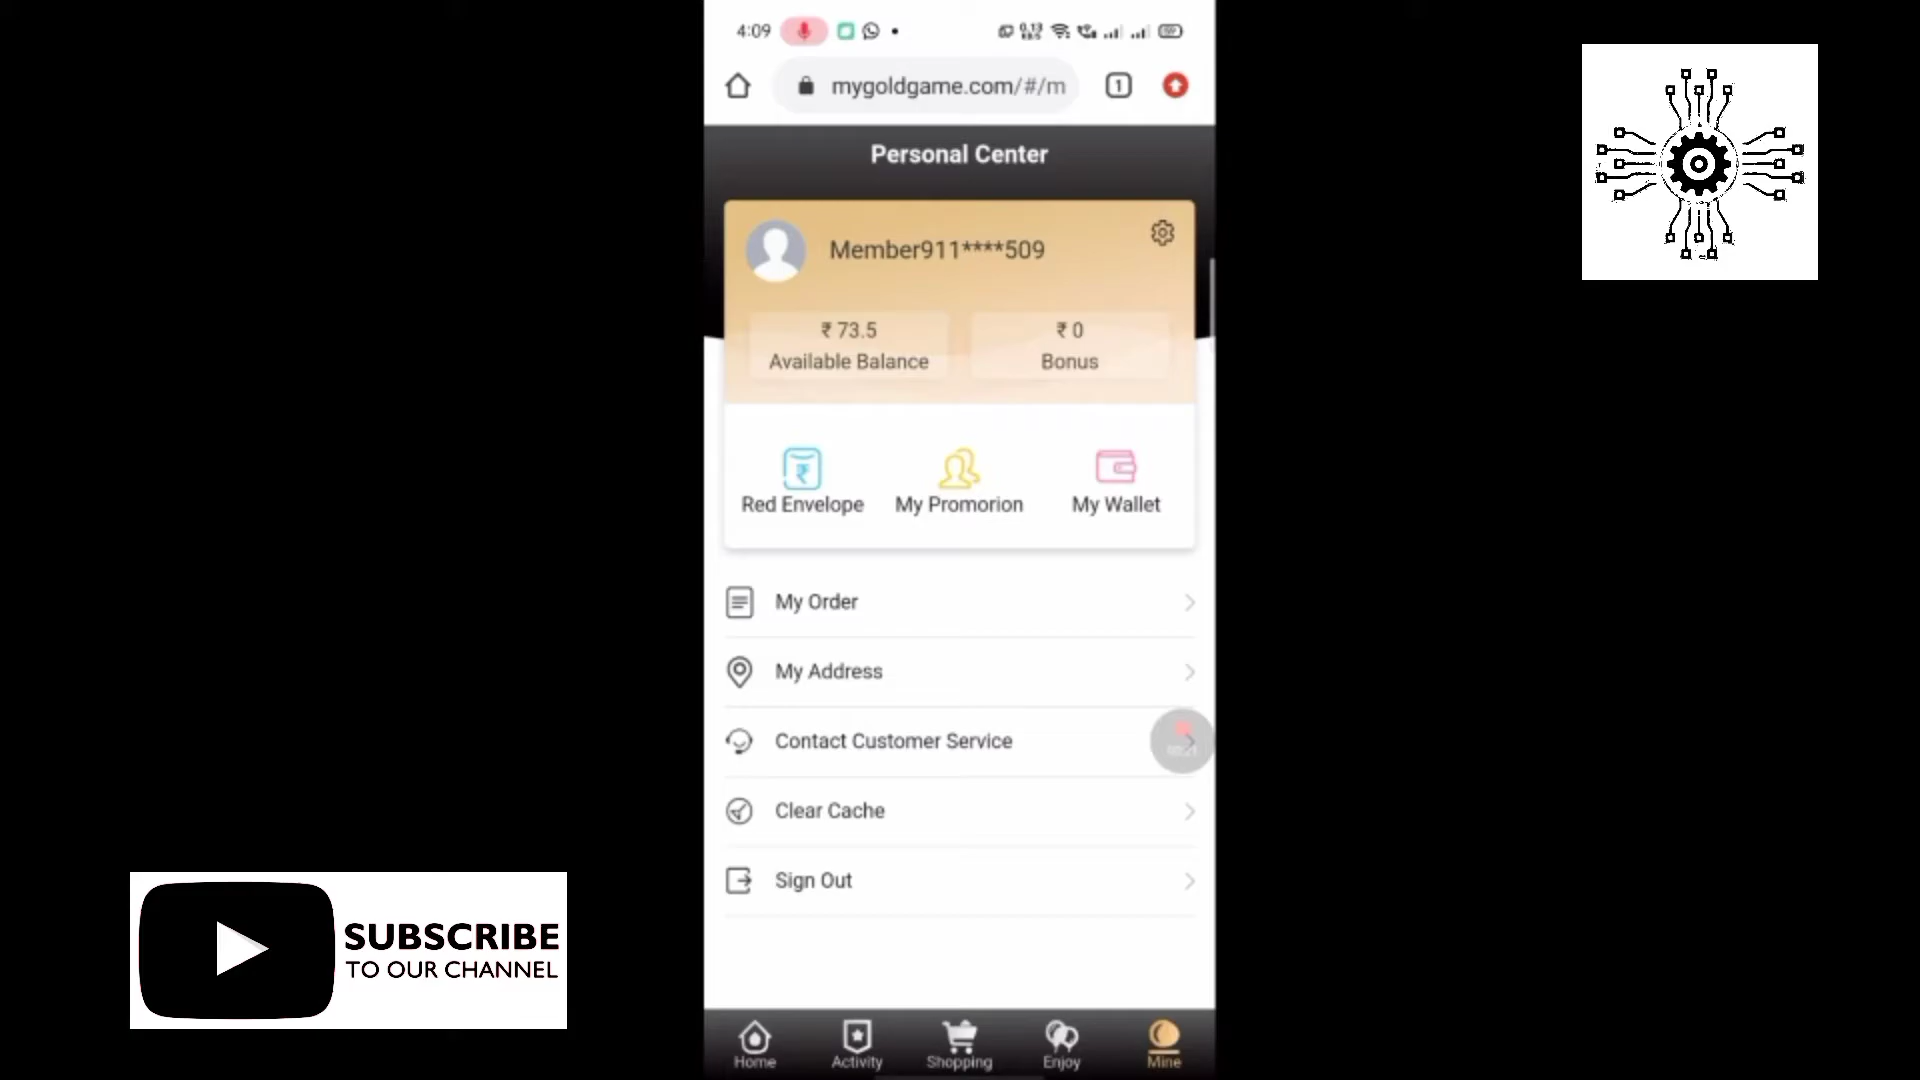 4:09
mygoldgame.com/#/m
1
Personal Center
Member911****509
₹ 73.5
₹ 0
Available Balance
Bonus
Red Envelope
My Promorion
My Wallet
My Order
My Address
Contact Customer Service
Clear Cache
Sign Out
SUBSCRIBE
TO OUR CHANNEL
Home
Activity
Shopping
Enjoy
Mine